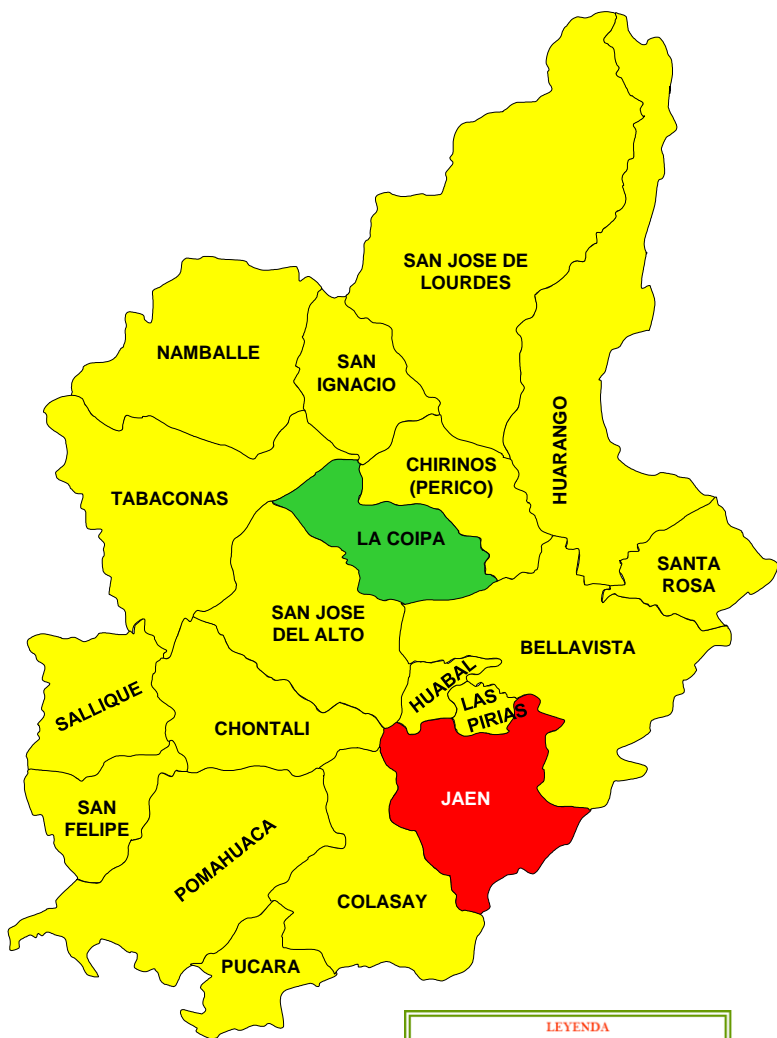 SAN JOSE DE
LOURDES
NAMBALLE
SAN
IGNACIO
HUARANGO
CHIRINOS
(PERICO)
TABACONAS
LA COIPA
SANTA
ROSA
SAN JOSE
DEL ALTO
BELLAVISTA
HUABAL
SALLIQUE
LAS
PIRIAS
CHONTALI
JAEN
SAN
FELIPE
POMAHUACA
COLASAY
PUCARA
LEYENDA